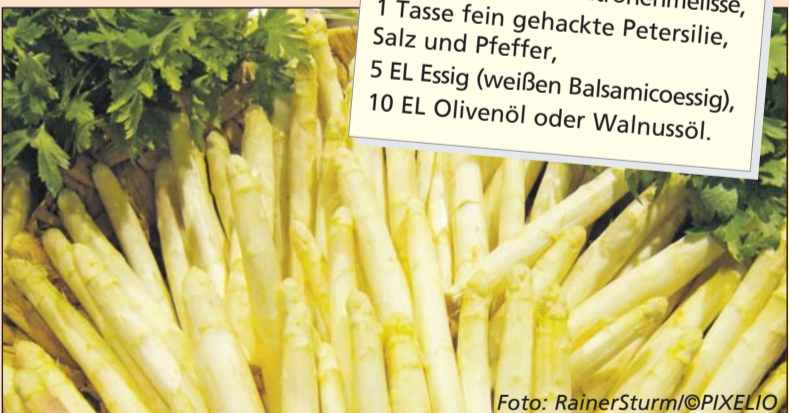 1 Tasse fein gehackte Petersilie,
Salz und Pfeffer,
5 EL Essig (weißen Balsamicoessig),
10 EL Olivenöl oder Walnussöl.
Foto: RainerSturm/©PIXELIO